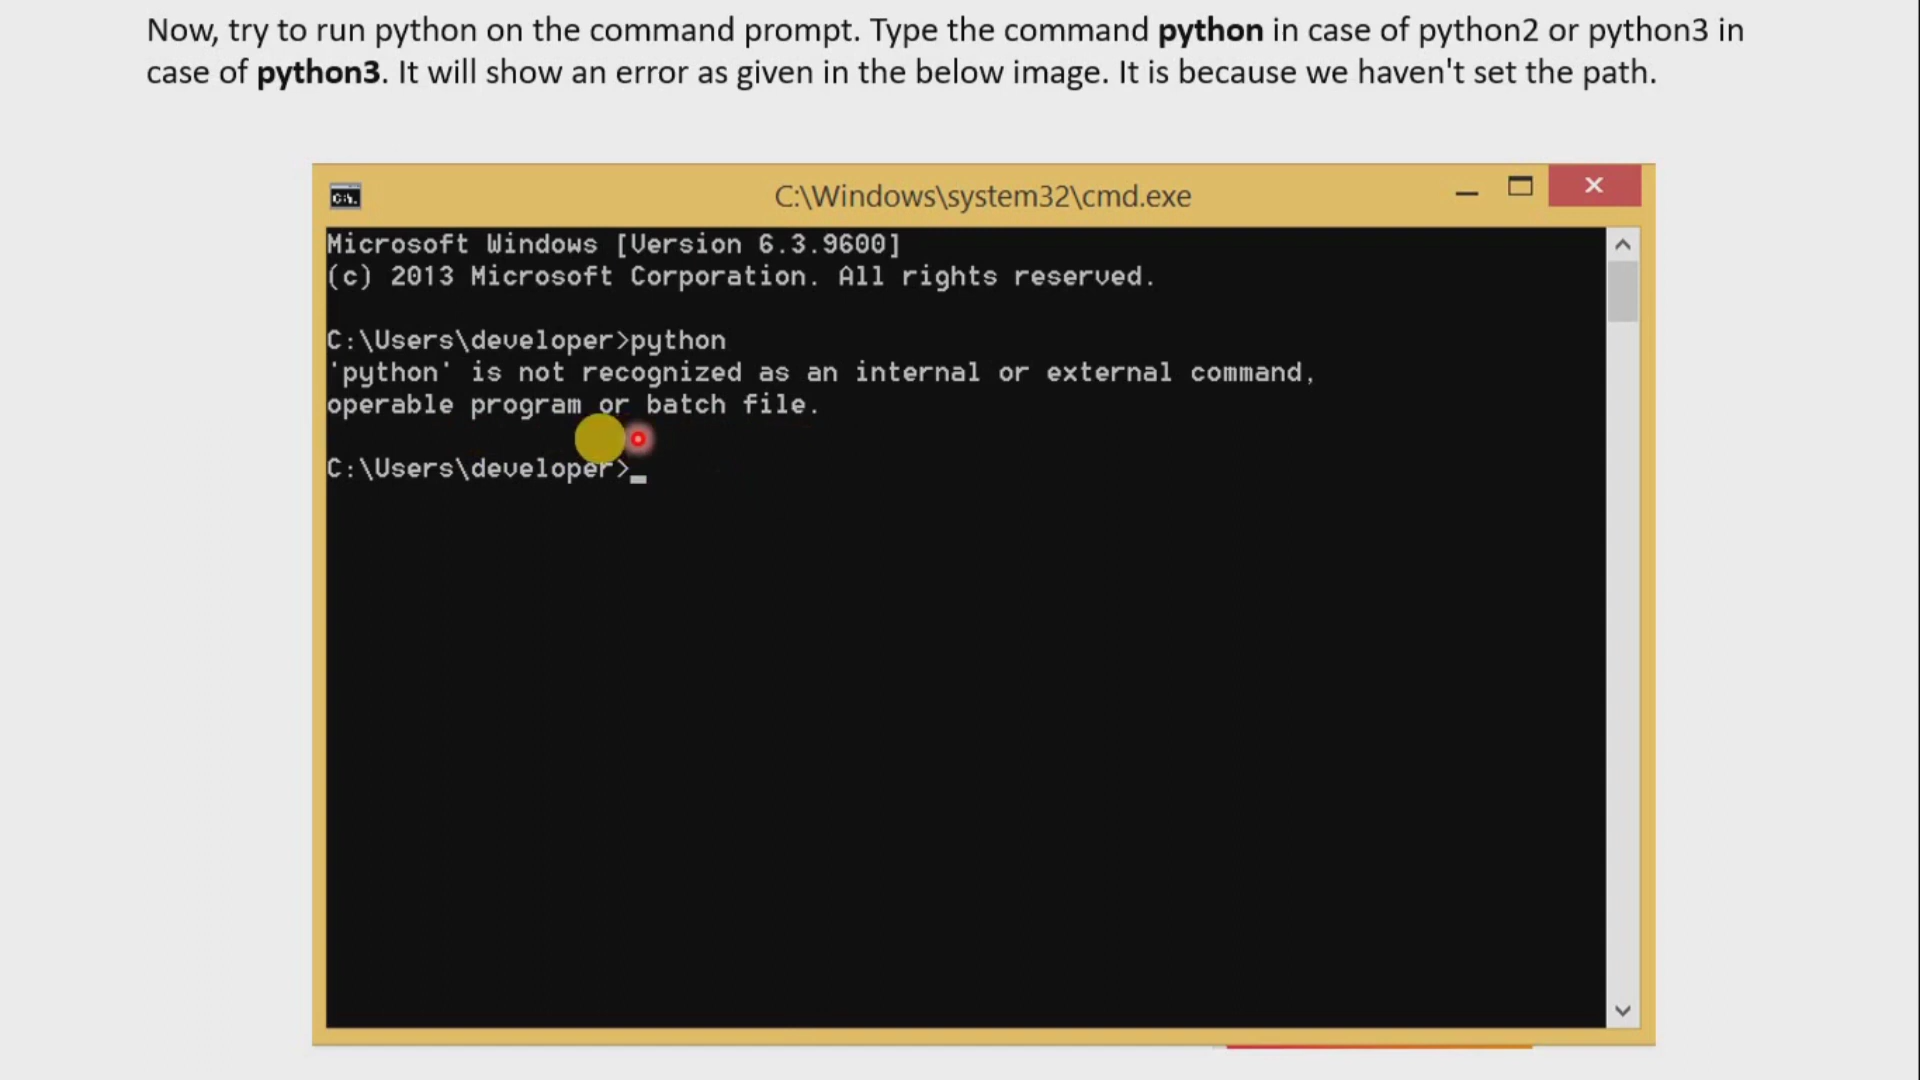 Now, try to run python on the command prompt. Type the command python in case of python2 or python3 in
case of python3. It will show an error as given in the below image. It is because we haven't set the path.
C:\Windows\system32\cmd.exe
Microsoft Windows [Version 6.3.9600]
(c) 2013 Microsoft Corporation. All rights reserved.
C:\Users\developer>python
'python' is not recognized as an internal or external command,
operable program or batch file.
C:\Users\developer>